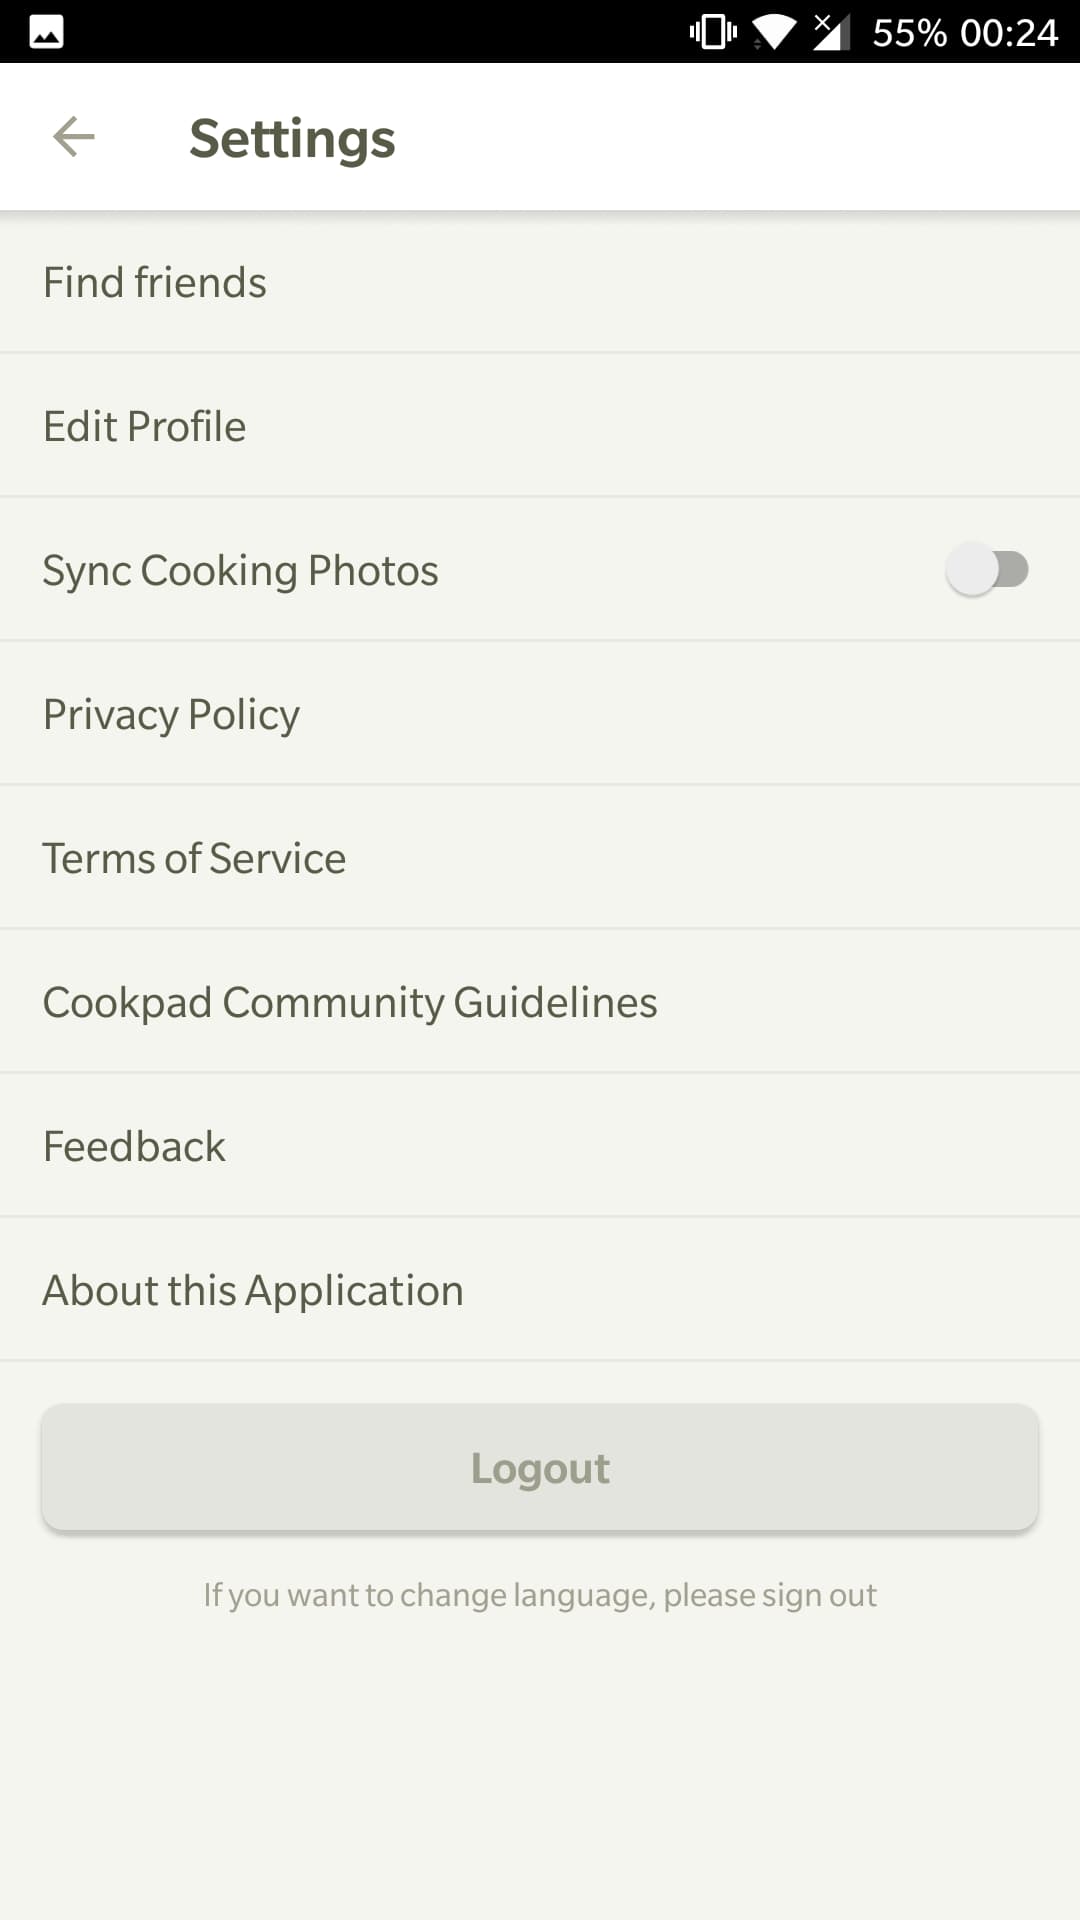 55% 00:24
Settings
Find friends
Edit Profile
Sync Cooking Photos
Privacy Policy
Terms of Service
Cookpad Community Guidelines
Feedback
About this Application
Logout
If you want to change language, please sign out